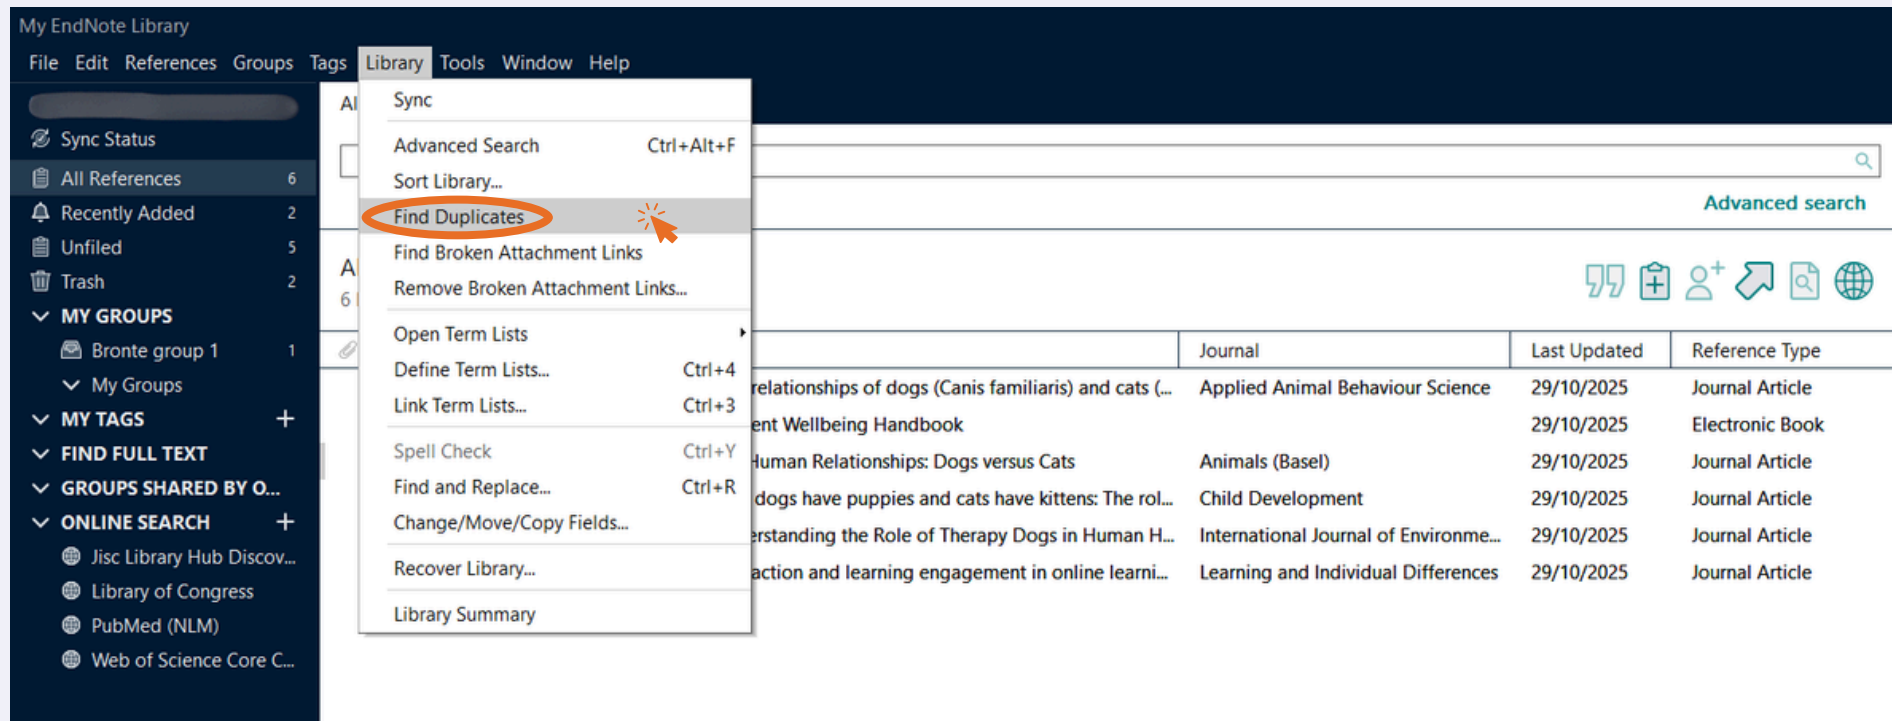 My EndNote Library
File Edit References Groups Tags Library Tools Window Help
Sync Status
All References 6
Recently Added 2
Unfiled 5
Trash 2
MY GROUPS
Bronte group 1 1
My Groups
MY TAGS +
FIND FULL TEXT
GROUPS SHARED BY O...
ONLINE SEARCH +
Jisc Library Hub Discov...
Library of Congress
PubMed (NLM)
Web of Science Core C...
Sync
Advanced Search Ctrl+Alt+F
Sort Library...
Find Duplicates
Find Broken Attachment Links
Remove Broken Attachment Links...
Open Term Lists
Define Term Lists... Ctrl+4
Link Term Lists... Ctrl+3
Spell Check Ctrl+Y
Find and Replace... Ctrl+R
Change/Move/Copy Fields...
Recover Library...
Library Summary
Advanced search
6
Journal Last Updated Reference Type
relationships of dogs (Canis familiaris) and cats (... Applied Animal Behaviour Science 29/10/2025 Journal Article
ent Wellbeing Handbook 29/10/2025 Electronic Book
Human Relationships: Dogs versus Cats Animals (Basel) 29/10/2025 Journal Article
dogs have puppies and cats have kittens: The rol... Child Development 29/10/2025 Journal Article
erstanding the Role of Therapy Dogs in Human H... International Journal of Environme... 29/10/2025 Journal Article
action and learning engagement in online learni... Learning and Individual Differences 29/10/2025 Journal Article